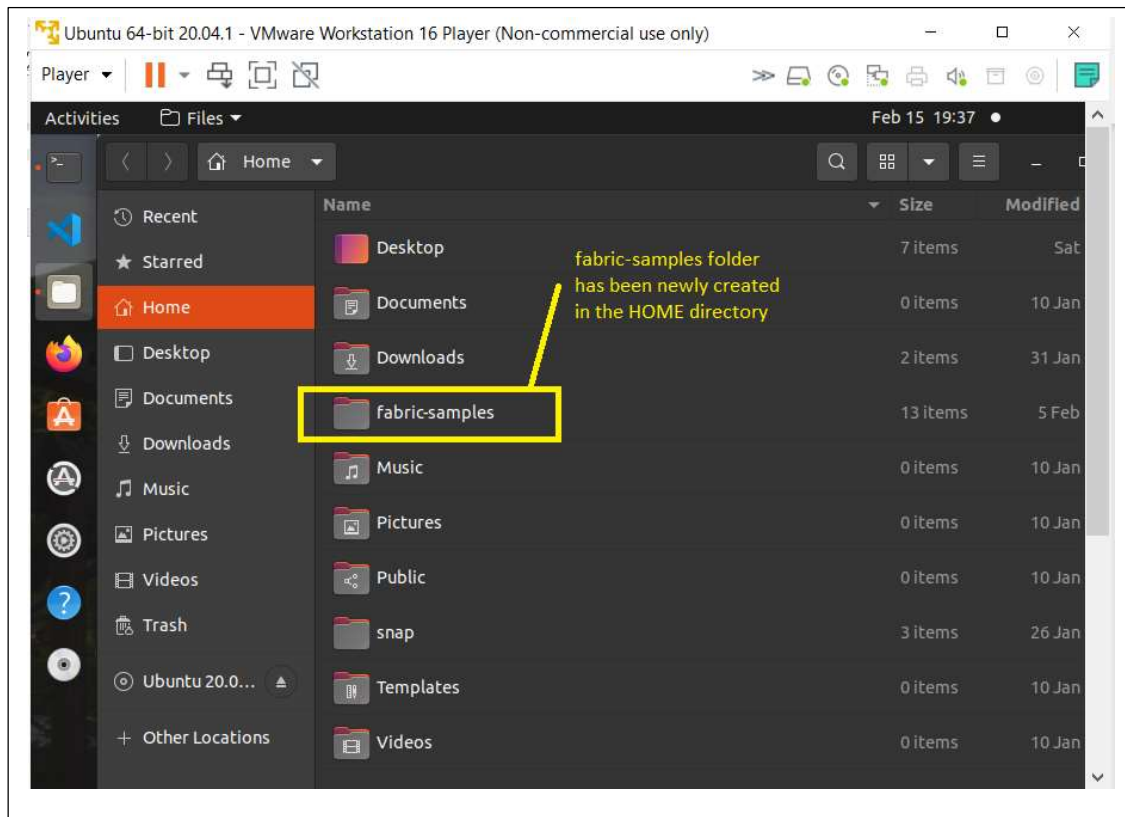 Ubuntu 64-bit 20.04.1 - VMware Workstation 16 Player (Non-commercial use only)
Player
Activities Files Feb 15 19:37
Home
Name Size Modified
Recent
Starred
Home
Desktop
Documents
Downloads
Music
Pictures
Videos
Trash
Ubuntu 20.0...
+ Other Locations
Desktop 7 items Sat
Documents 0 items 10 Jan
Downloads 2 items 31 Jan
fabric-samples 13 items 5 Feb
Music 0 items 10 Jan
Pictures 0 items 10 Jan
Public 0 items 10 Jan
snap 3 items 26 Jan
Templates 0 items 10 Jan
Videos 0 items 10 Jan
fabric-samples folder
has been newly created
in the HOME directory